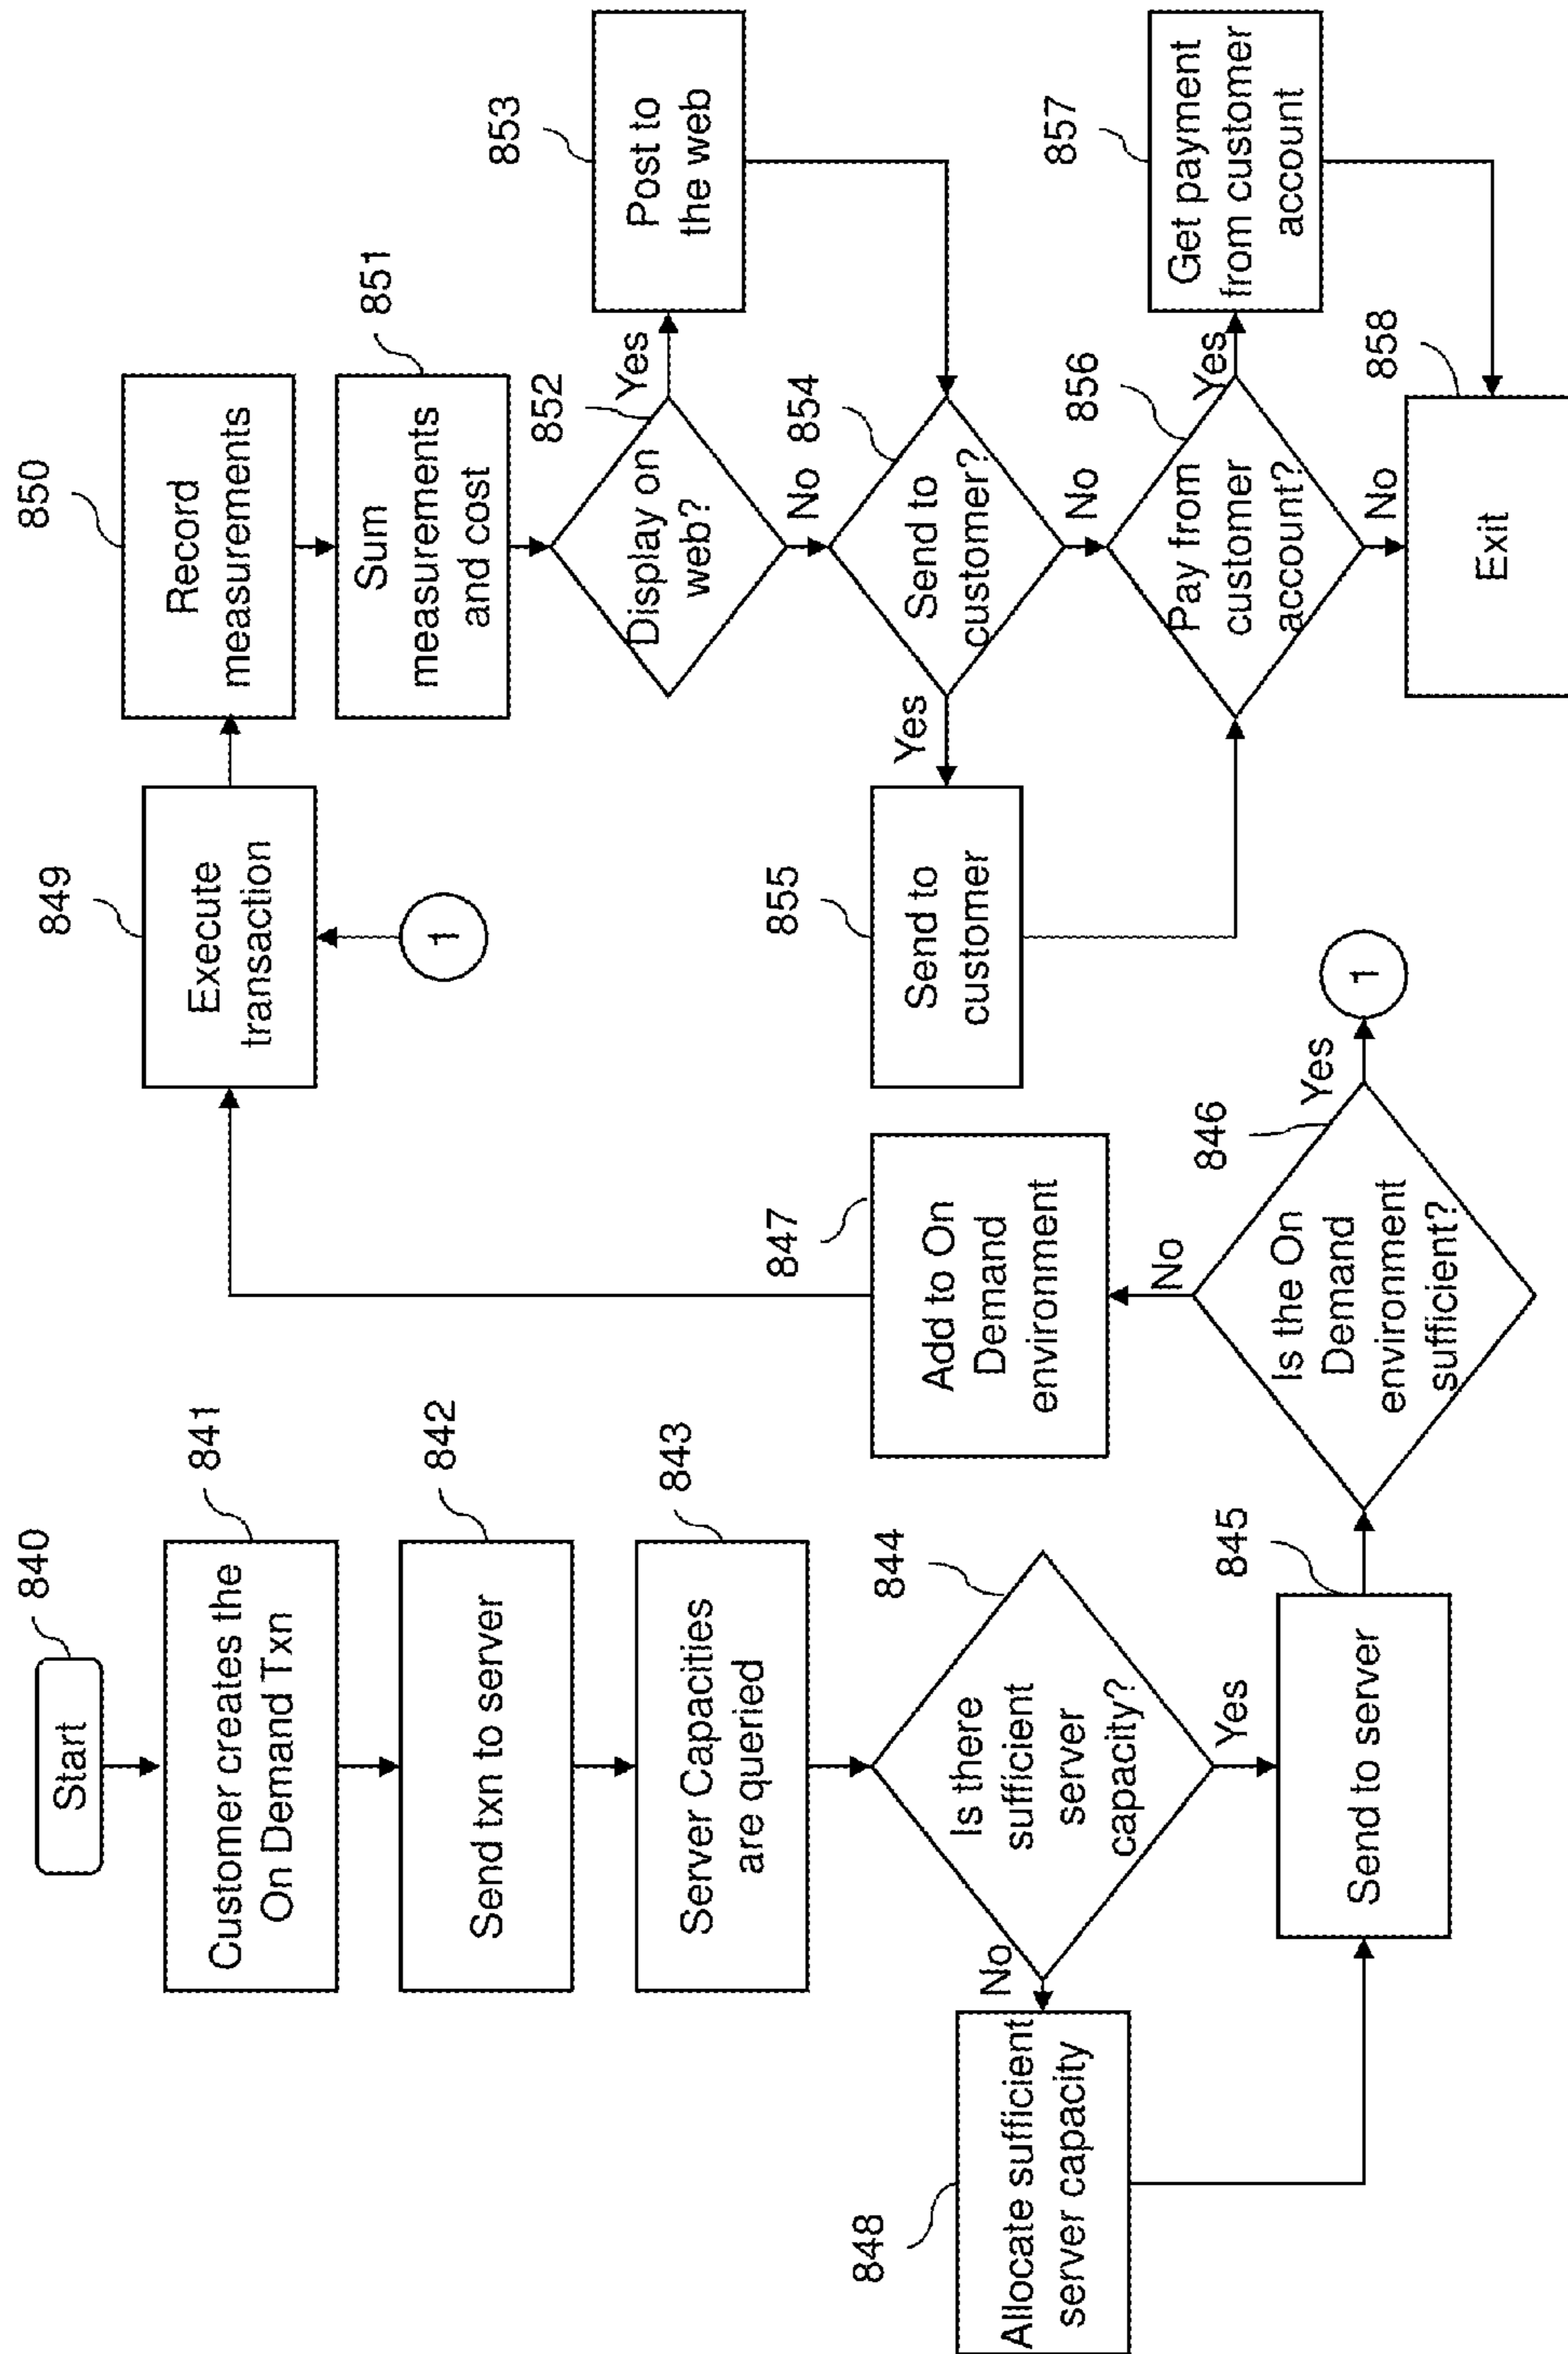 840
Start
841
Customer creates the
On Demand Txn
842
Send txn to server
843
Server Capacities
are queried
844
Is there
sufficient
server
capacity?
No
Yes
848
Allocate sufficient
server capacity
845
Send to server
846
Is the On
Demand
environment
sufficient?
No
Yes
1
847
Add to On
Demand
environment
849
Execute
transaction
1
850
Record
measurements
851
Sum
measurements
and cost
852
Display on
web?
Yes
No
853
Post to
the web
854
Send to
customer?
Yes
No
855
Send to
customer
856
Pay from
customer
account?
Yes
No
857
Get payment
from customer
account
858
Exit